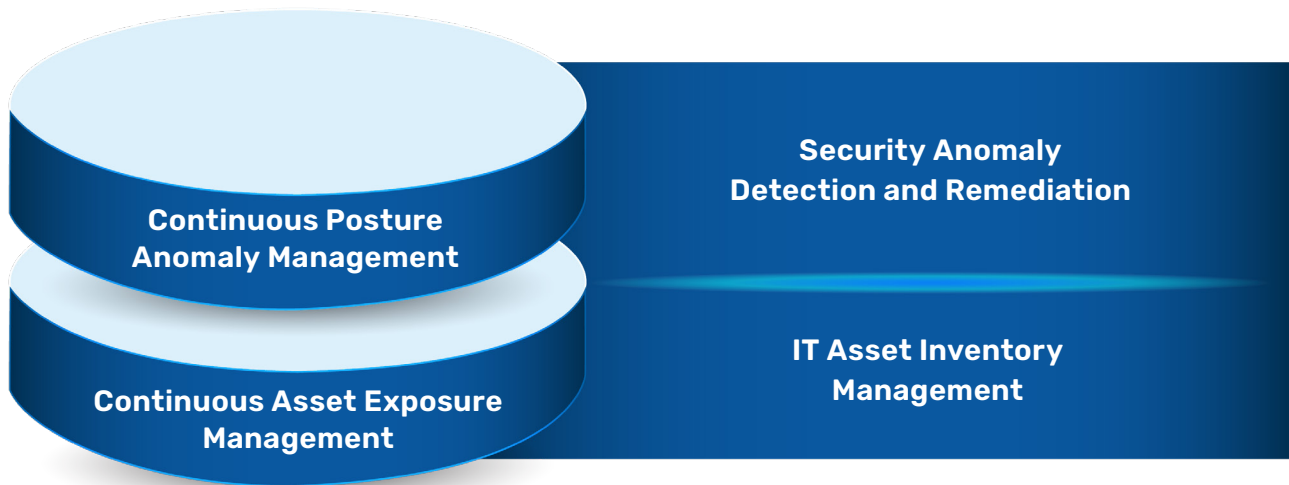 Continuous Posture
Anomaly Management
Security Anomaly
Detection and Remediation
Continuous Asset Exposure
Management
IT Asset Inventory
Management